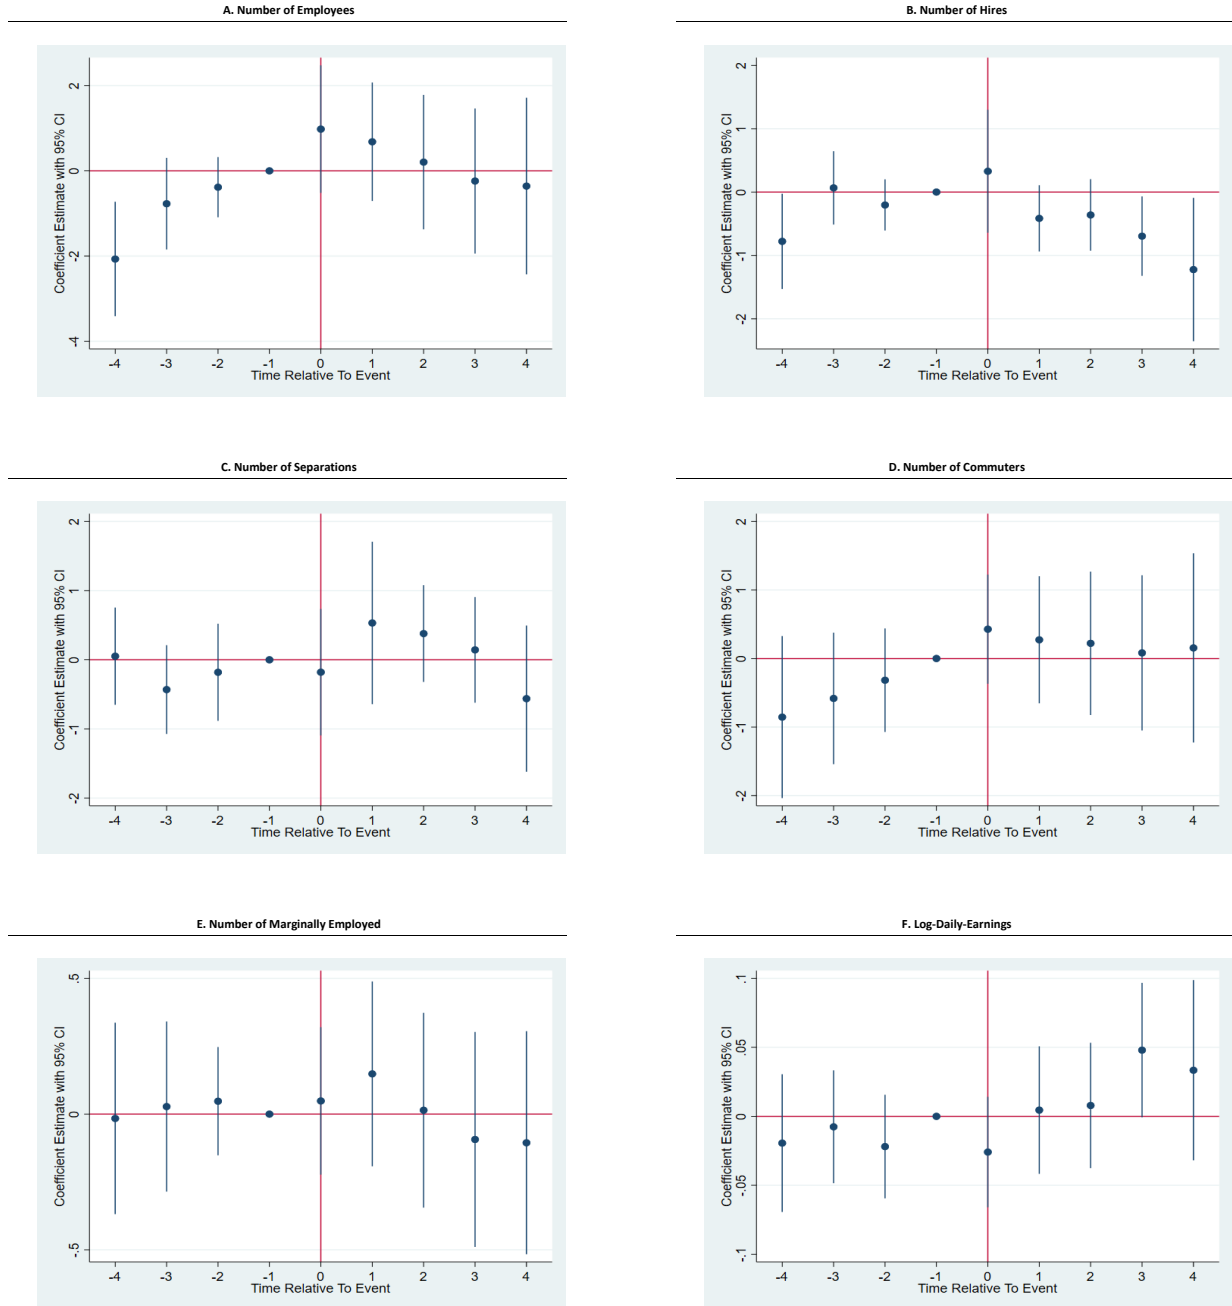 A. Number of Employees
Coefficient Estimate with 95% CI
2
0
-2
-4
-4 -3 -2 -1 0 1 2 3 4
Time Relative To Event
B. Number of Hires
Coefficient Estimate with 95% CI
2
1
0
-1
-2
-4 -3 -2 -1 0 1 2 3 4
Time Relative To Event
C. Number of Separations
Coefficient Estimate with 95% CI
2
1
0
-1
-2
-4 -3 -2 -1 0 1 2 3 4
Time Relative To Event
D. Number of Commuters
Coefficient Estimate with 95% CI
2
1
0
-1
-2
-4 -3 -2 -1 0 1 2 3 4
Time Relative To Event
E. Number of Marginally Employed
Coefficient Estimate with 95% CI
.5
0
-.5
-4 -3 -2 -1 0 1 2 3 4
Time Relative To Event
F. Log-Daily-Earnings
Coefficient Estimate with 95% CI
.1
.05
0
-.05
-.1
-4 -3 -2 -1 0 1 2 3 4
Time Relative To Event